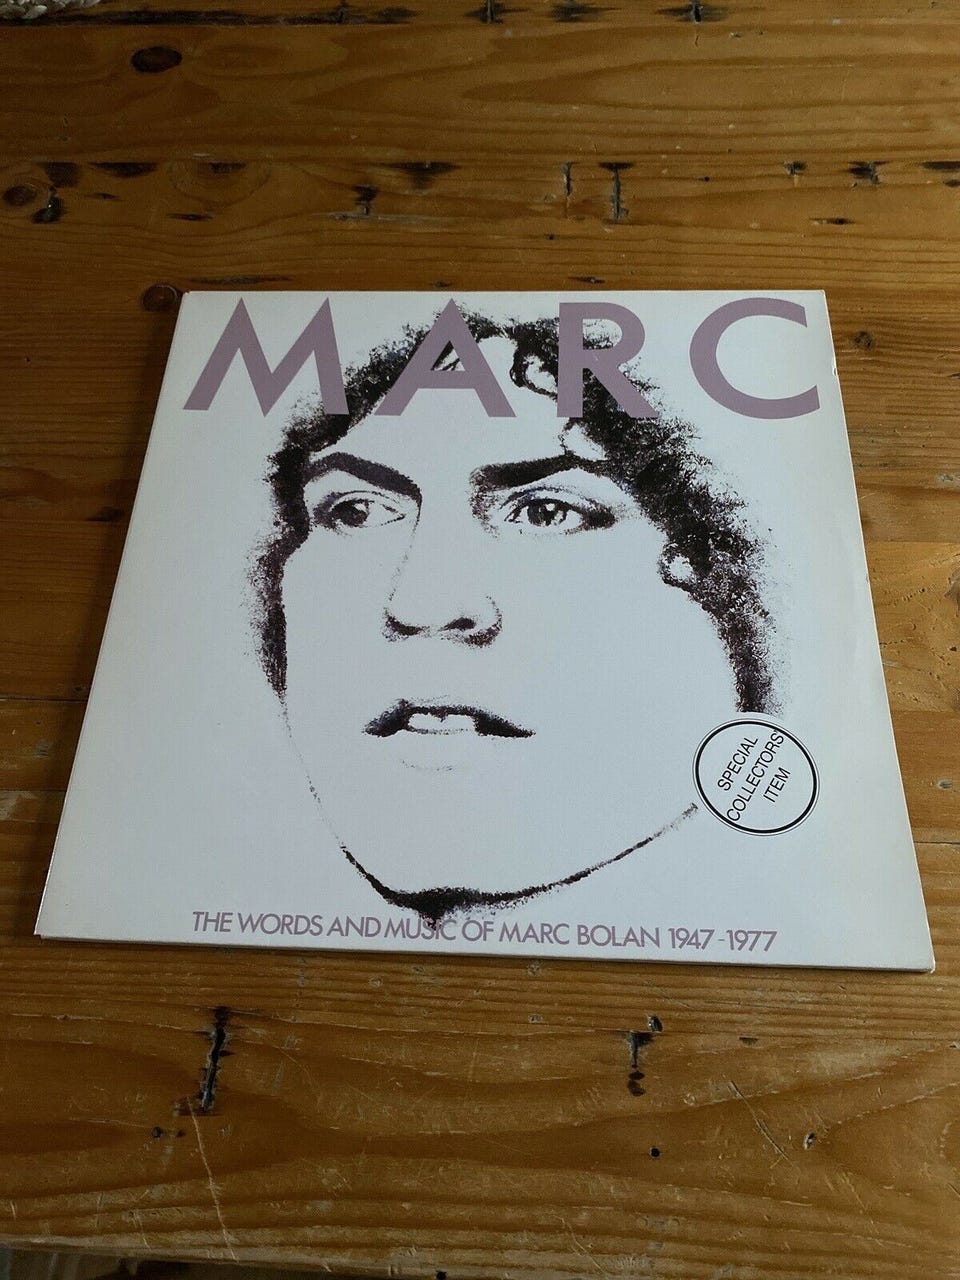 MARC
SPECIAL
COLLECTORS'
ITEM
THE WORDS AND MUSIC OF MARC BOLAN 1947-1977